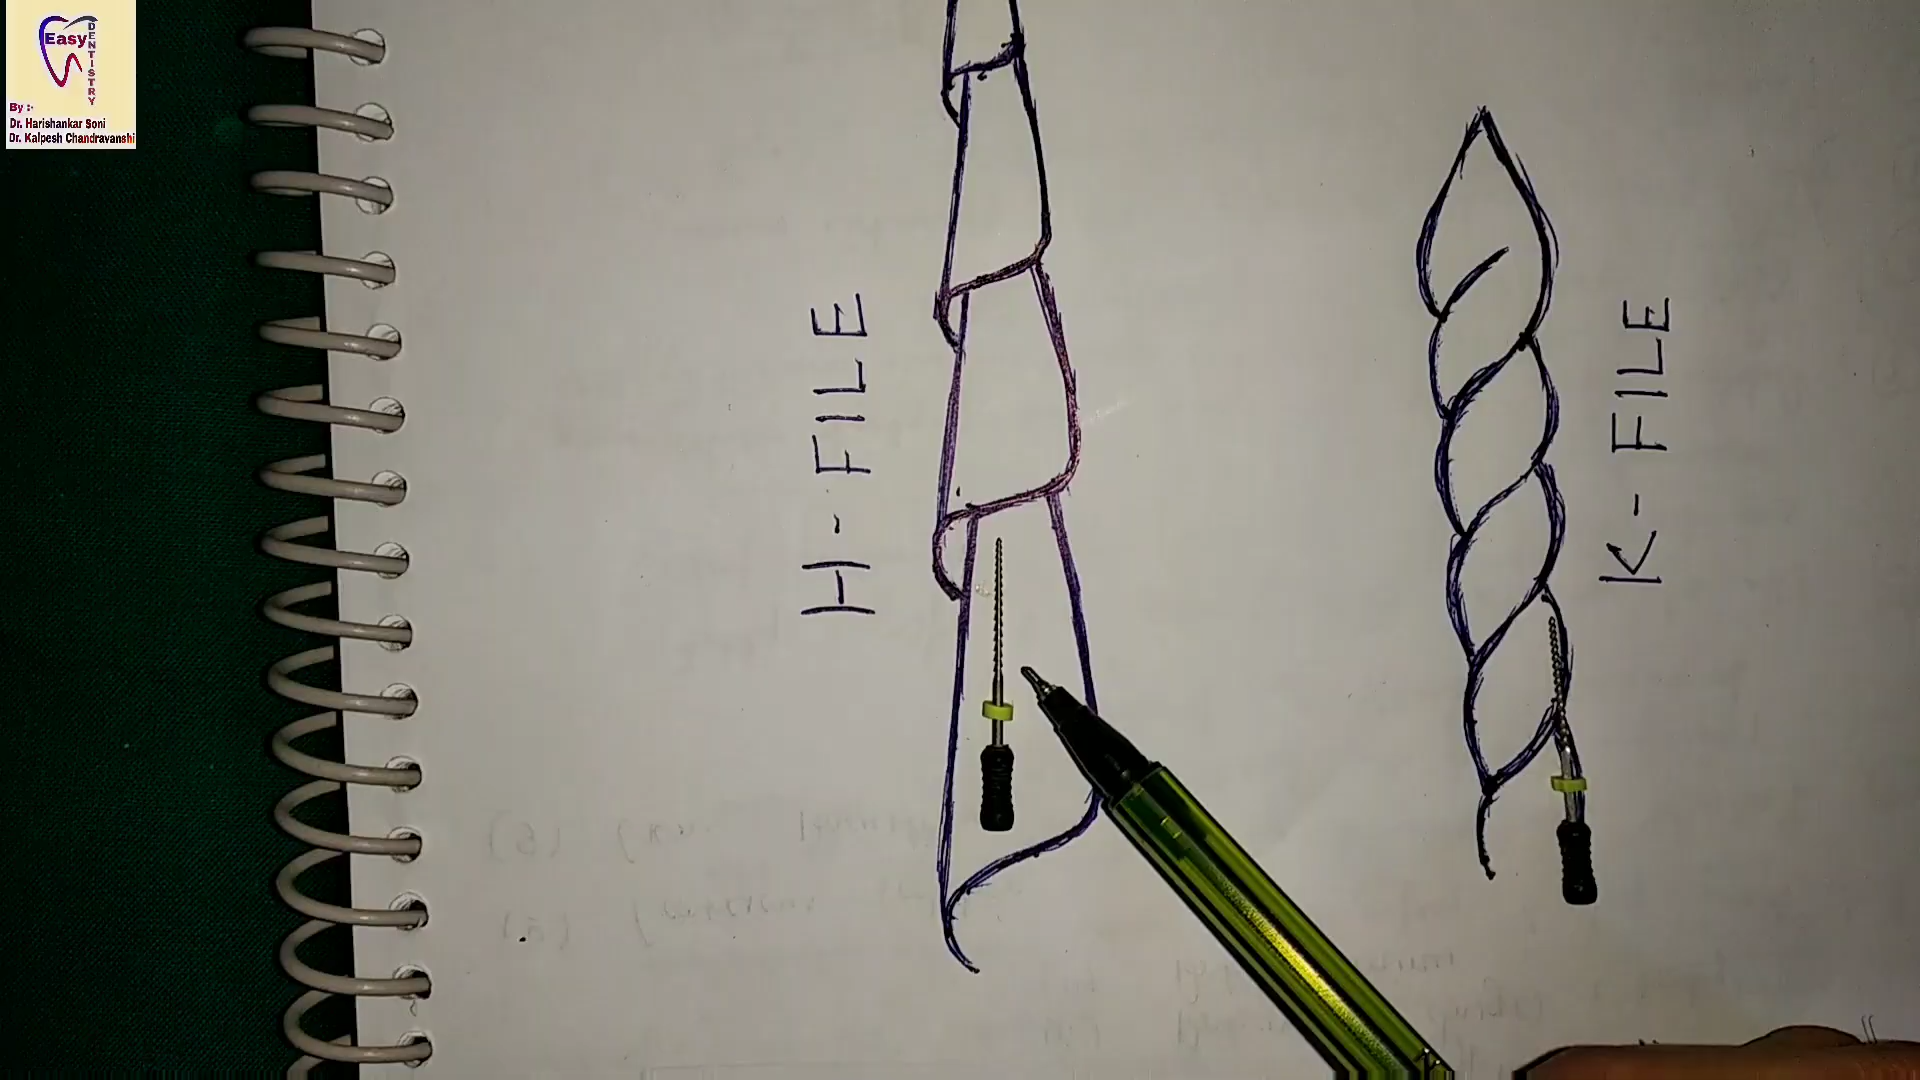 Easy
DENTISTRY
By :-
Dr. Harishankar Soni
Dr. Kalpesh Chandravanshi
H - FILE
K - FILE